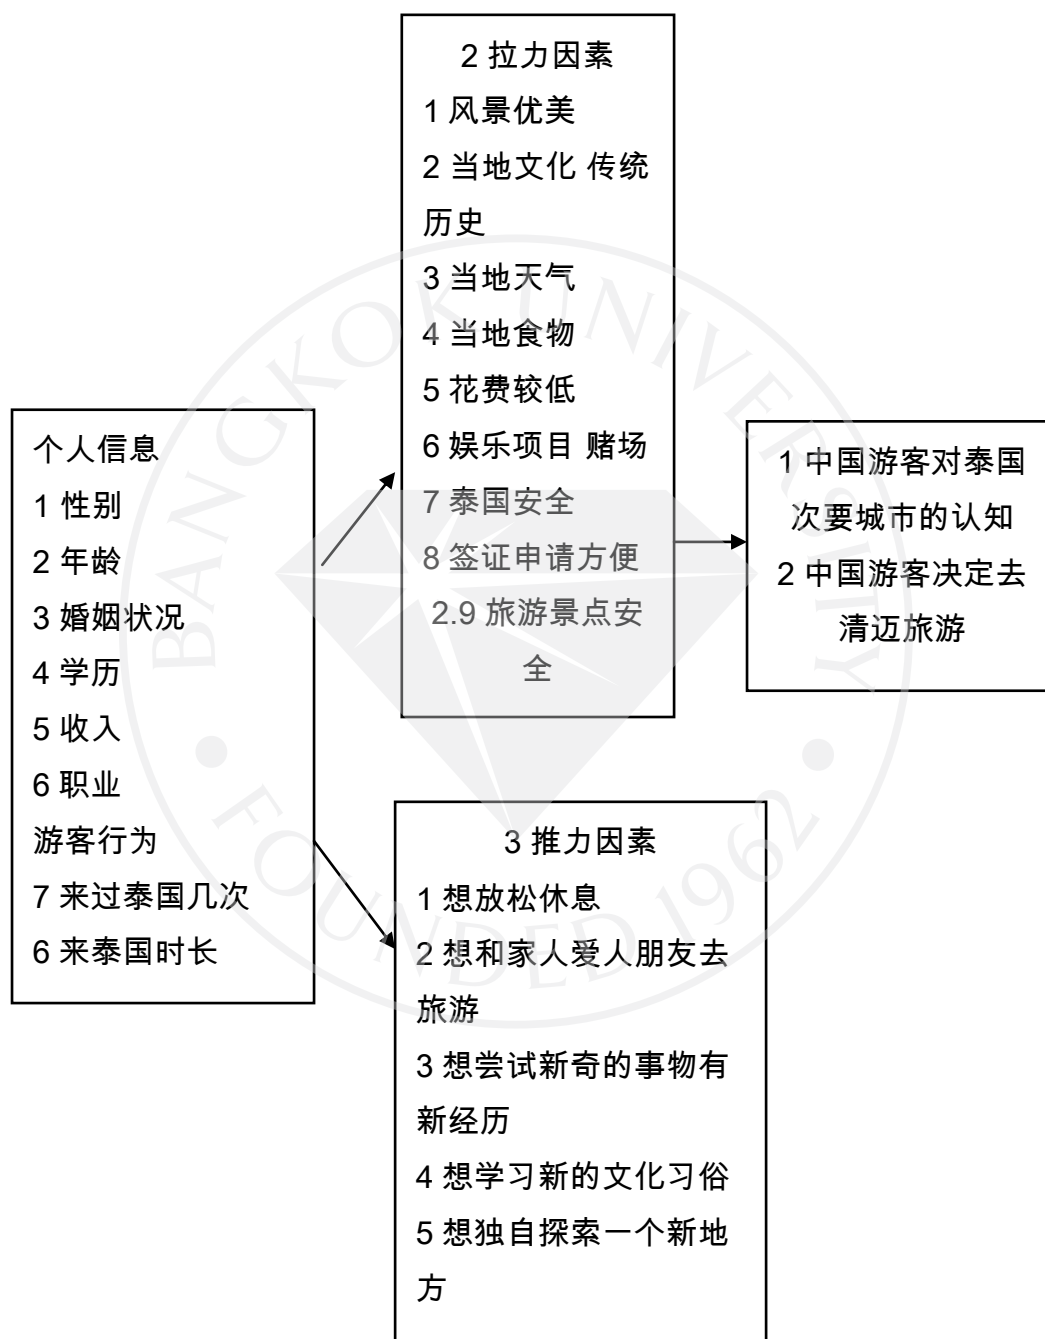 2 拉力因素
1 风景优美
2 当地文化 传统
历史
3 当地天气
4 当地食物
5 花费较低
6 娱乐项目 赌场
7 泰国安全
8 签证申请方便
2.9 旅游景点安
全
个人信息
1 性别
2 年龄
3 婚姻状况
4 学历
5 收入
6 职业
游客行为
7 来过泰国几次
6 来泰国时长
1 中国游客对泰国
次要城市的认知
2 中国游客决定去
清迈旅游
3 推力因素
1 想放松休息
2 想和家人爱人朋友去
旅游
3 想尝试新奇的事物有
新经历
4 想学习新的文化习俗
5 想独自探索一个新地
方
BANGKOK UNIVERSITY
FOUNDED 1962